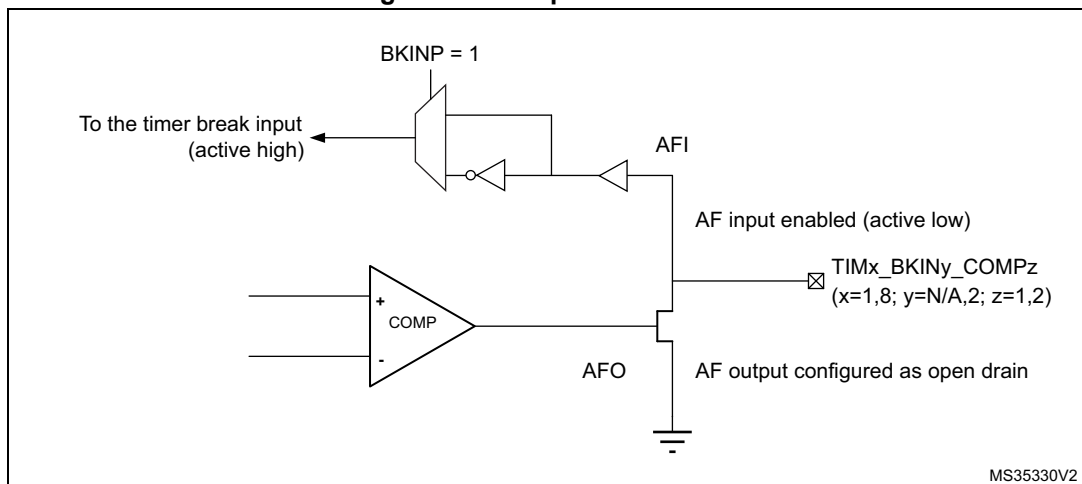 BKINP = 1
To the timer break input
(active high)
AFI
AF input enabled (active low)
TIMx_BKINy_COMPz
(x=1,8; y=N/A,2; z=1,2)
+
COMP
-
AFO
AF output configured as open drain
MS35330V2